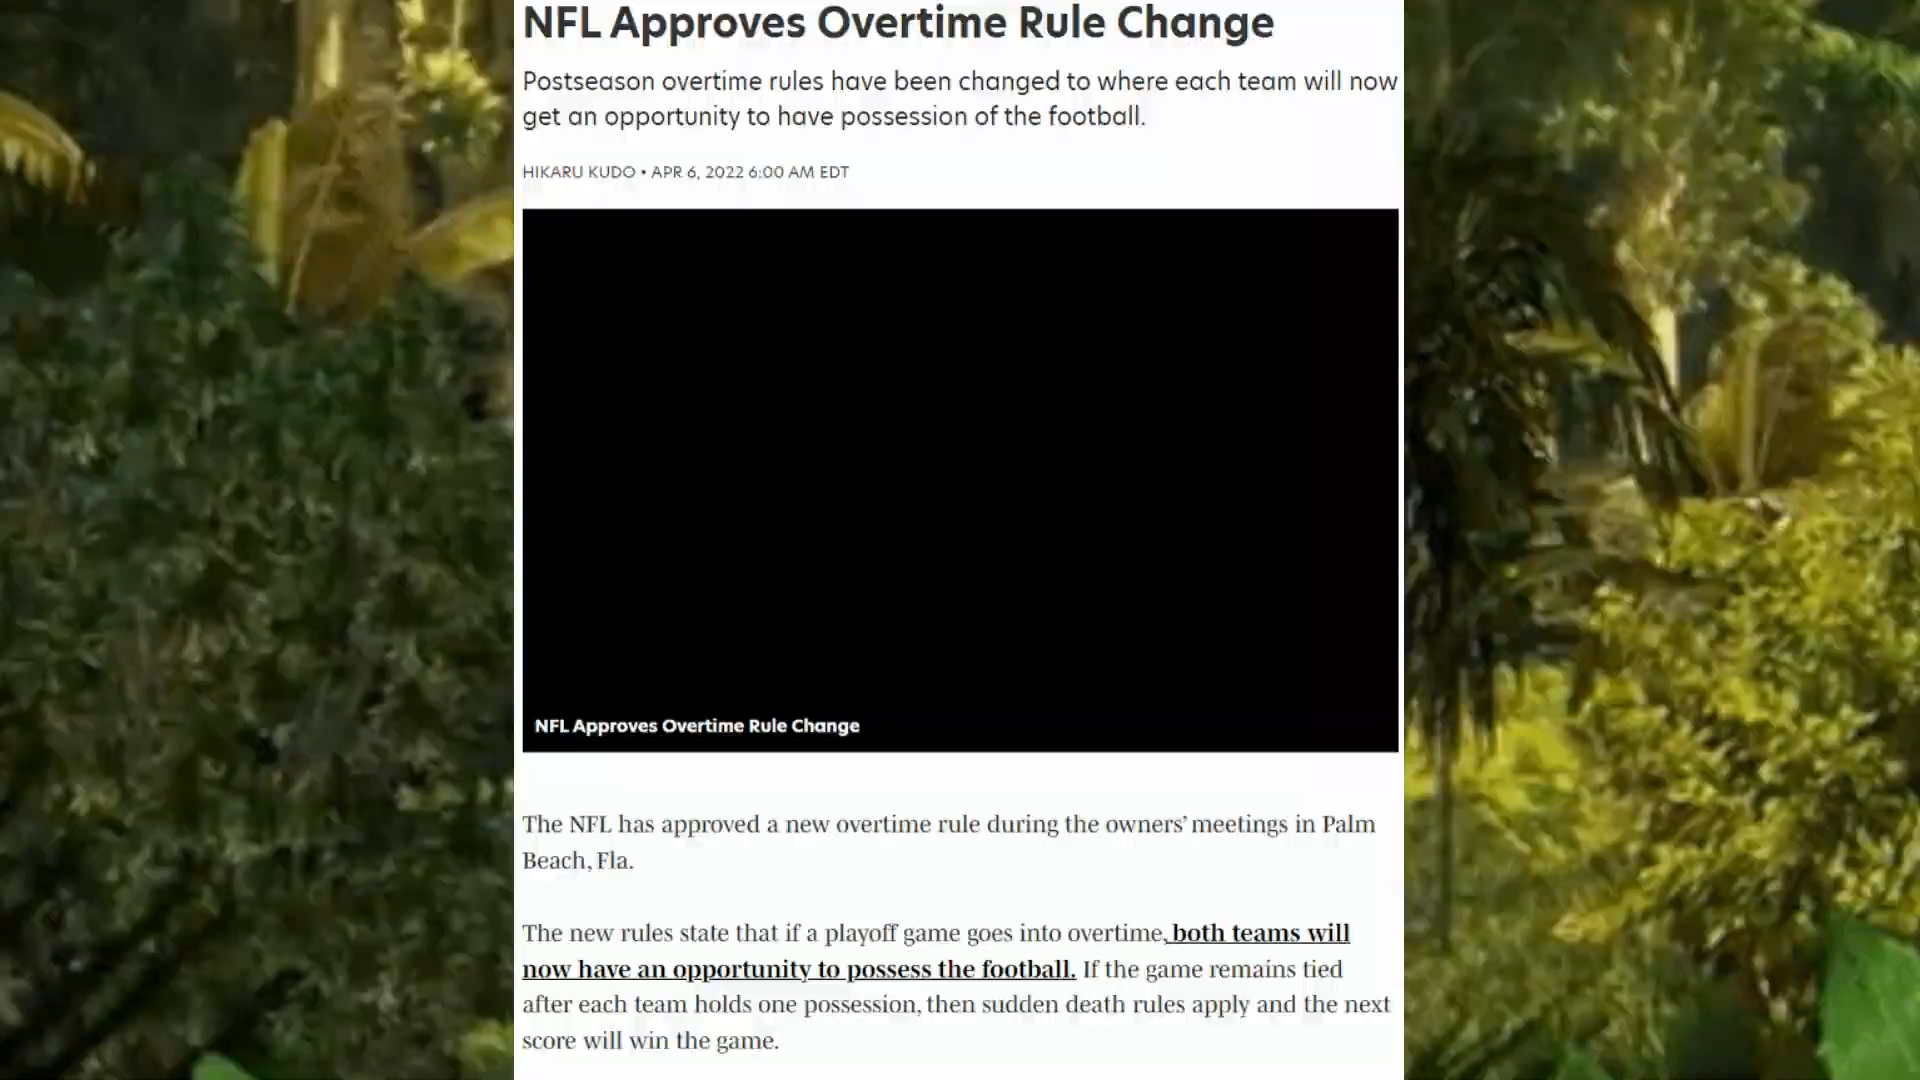 NFL Approves Overtime Rule Change
Postseason overtime rules have been changed to where each team will now
get an opportunity to have possession of the football.
HIKARU KUDO • APR 6, 2022 6:00 AM EDT
NFL Approves Overtime Rule Change
The NFL has approved a new overtime rule during the owners’ meetings in Palm
Beach, Fla.
The new rules state that if a playoff game goes into overtime, both teams will
now have an opportunity to possess the football. If the game remains tied
after each team holds one possession, then sudden death rules apply and the next
score will win the game.